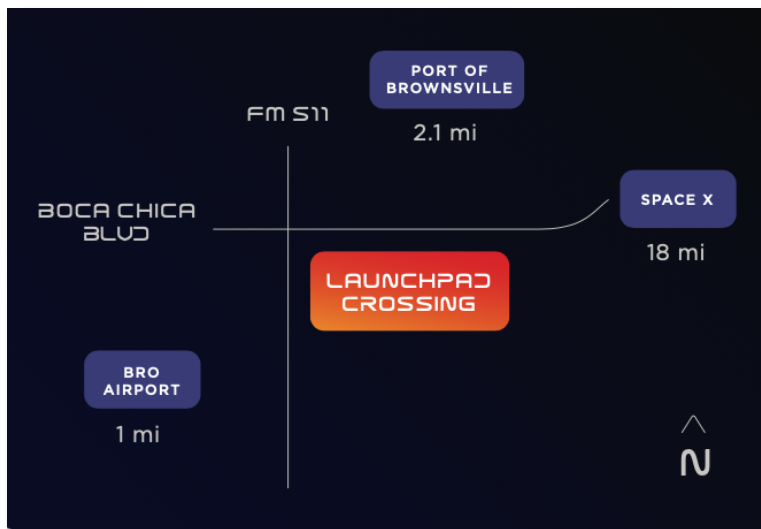 PORT OF
BROWNSVILLE
2.1 mi
FM 511
BOCA CHICA
BLVD
SPACE X
18 mi
LAUNCHPAD
CROSSING
BRO
AIRPORT
1 mi
N